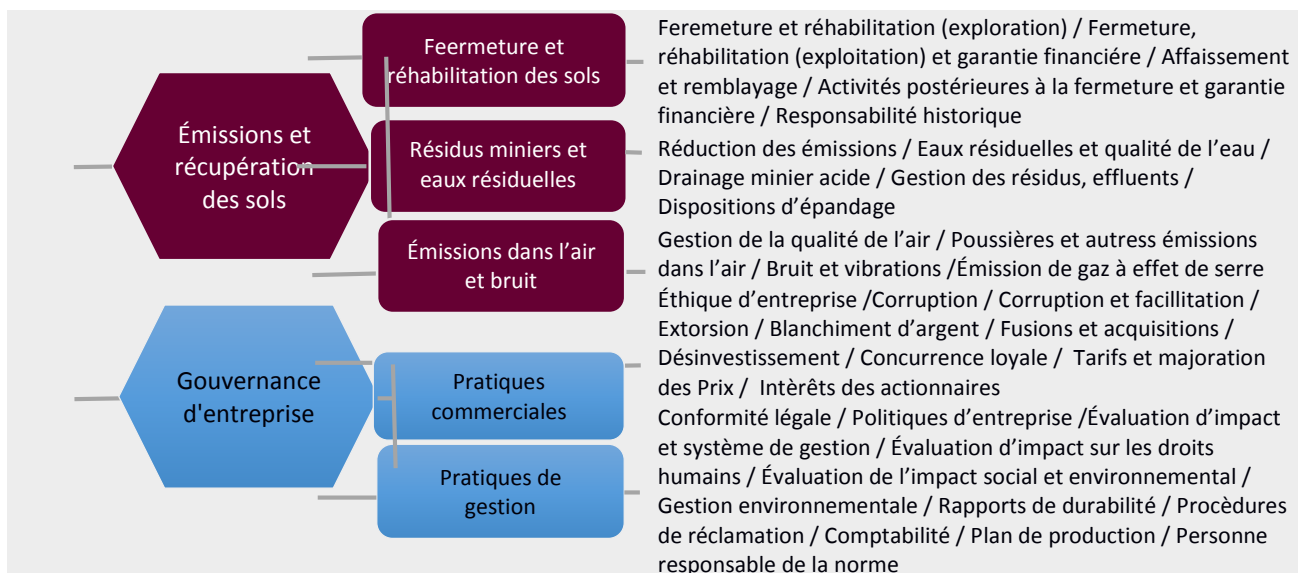 Émissions et
récupération
des sols
Feermeture et
réhabilitation des sols
Feremeture et réhabilitation (exploration) / Fermeture,
réhabilitation (exploitation) et garantie financiére / Affaissement
et remblayage / Activités postérieures à la fermeture et garantie
financière / Responsabilité historique
Résidus miniers et
eaux résiduelles
Réduction des émissions / Eaux résiduelles et qualité de l’eau /
Drainage minier acide / Gestion des résidus, effluents /
Dispositions d’épandage
Émissions dans l’air
et bruit
Gestion de la qualité de l’air / Poussières et autress émissions
dans l’air / Bruit et vibrations /Émission de gaz à effet de serre
Gouvernance
d'entreprise
Pratiques
commerciales
Éthique d’entreprise /Corruption / Corruption et facillitation /
Extorsion / Blanchiment d’argent / Fusions et acquisitions /
Désinvestissement / Concurrence loyale / Tarifs et majoration
des Prix / Intèrêts des actionnaires
Pratiques de
gestion
Conformité légale / Politiques d’entreprise /Évaluation d’impact
et système de gestion / Évaluation d’impact sur les droits
humains / Évaluation de l’impact social et environnemental /
Gestion environnementale / Rapports de durabilité / Procèdures
de réclamation / Comptabilité / Plan de production / Personne
responsable de la norme